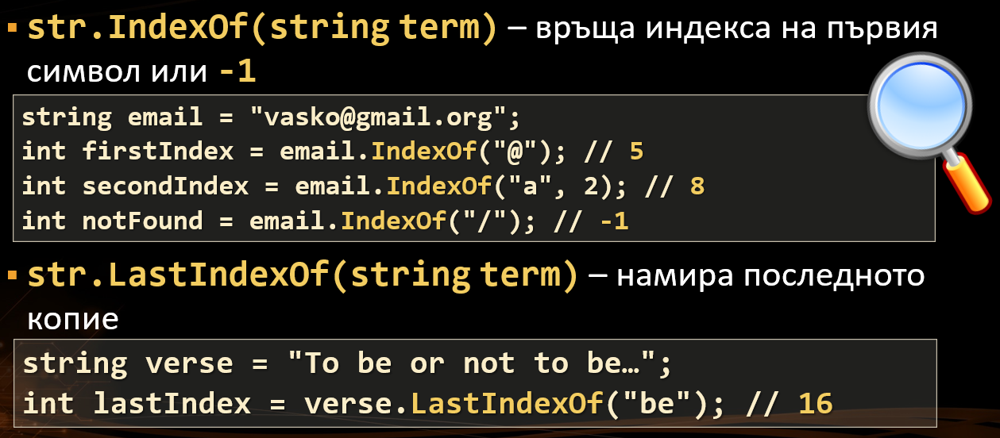 ▪ str.IndexOf(string term) – връща индекса на първия
символ или -1
string email = "vasko@gmail.org";
int firstIndex = email.IndexOf("@"); // 5
int secondIndex = email.IndexOf("a", 2); // 8
int notFound = email.IndexOf("/"); // -1
▪ str.LastIndexOf(string term) – намира последното
копие
string verse = "To be or not to be…";
int lastIndex = verse.LastIndexOf("be"); // 16